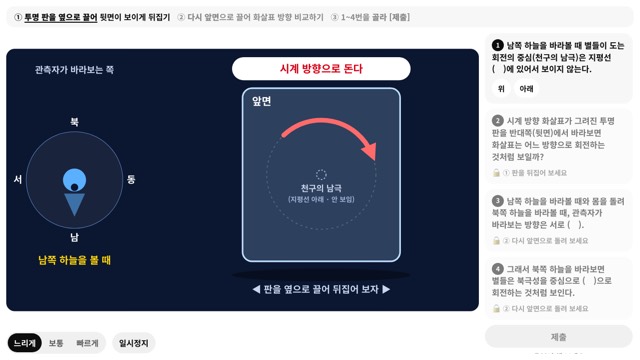 ① 투명 판을 옆으로 끌어 뒷면이 보이게 뒤집기 ② 다시 앞면으로 끌어 화살표 방향 비교하기 ③ 1~4번을 골라 [제출]
관측자가 바라보는 쪽
북
서
동
남
남쪽 하늘을 볼 때
시계 방향으로 돈다
앞면
천구의 남극
(지평선 아래 · 안 보임)
◀ 판을 옆으로 끌어 뒤집어 보자 ▶
느리게 보통 빠르게 일시정지
1 남쪽 하늘을 바라볼 때 별들이 도는
회전의 중심(천구의 남극)은 지평선
( )에 있어서 보이지 않는다.
위 아래
2 시계 방향 화살표가 그려진 투명
판을 반대쪽(뒷면)에서 바라보면
화살표는 어느 방향으로 회전하는
것처럼 보일까?
① 판을 뒤집어 보세요
3 남쪽 하늘을 바라볼 때와 몸을 돌려
북쪽 하늘을 바라볼 때, 관측자가
바라보는 방향은 서로 ( ).
② 다시 앞면으로 돌려 보세요
4 그래서 북쪽 하늘을 바라보면
별들은 북극성을 중심으로 ( )으로
회전하는 것처럼 보인다.
② 다시 앞면으로 돌려 보세요
제출